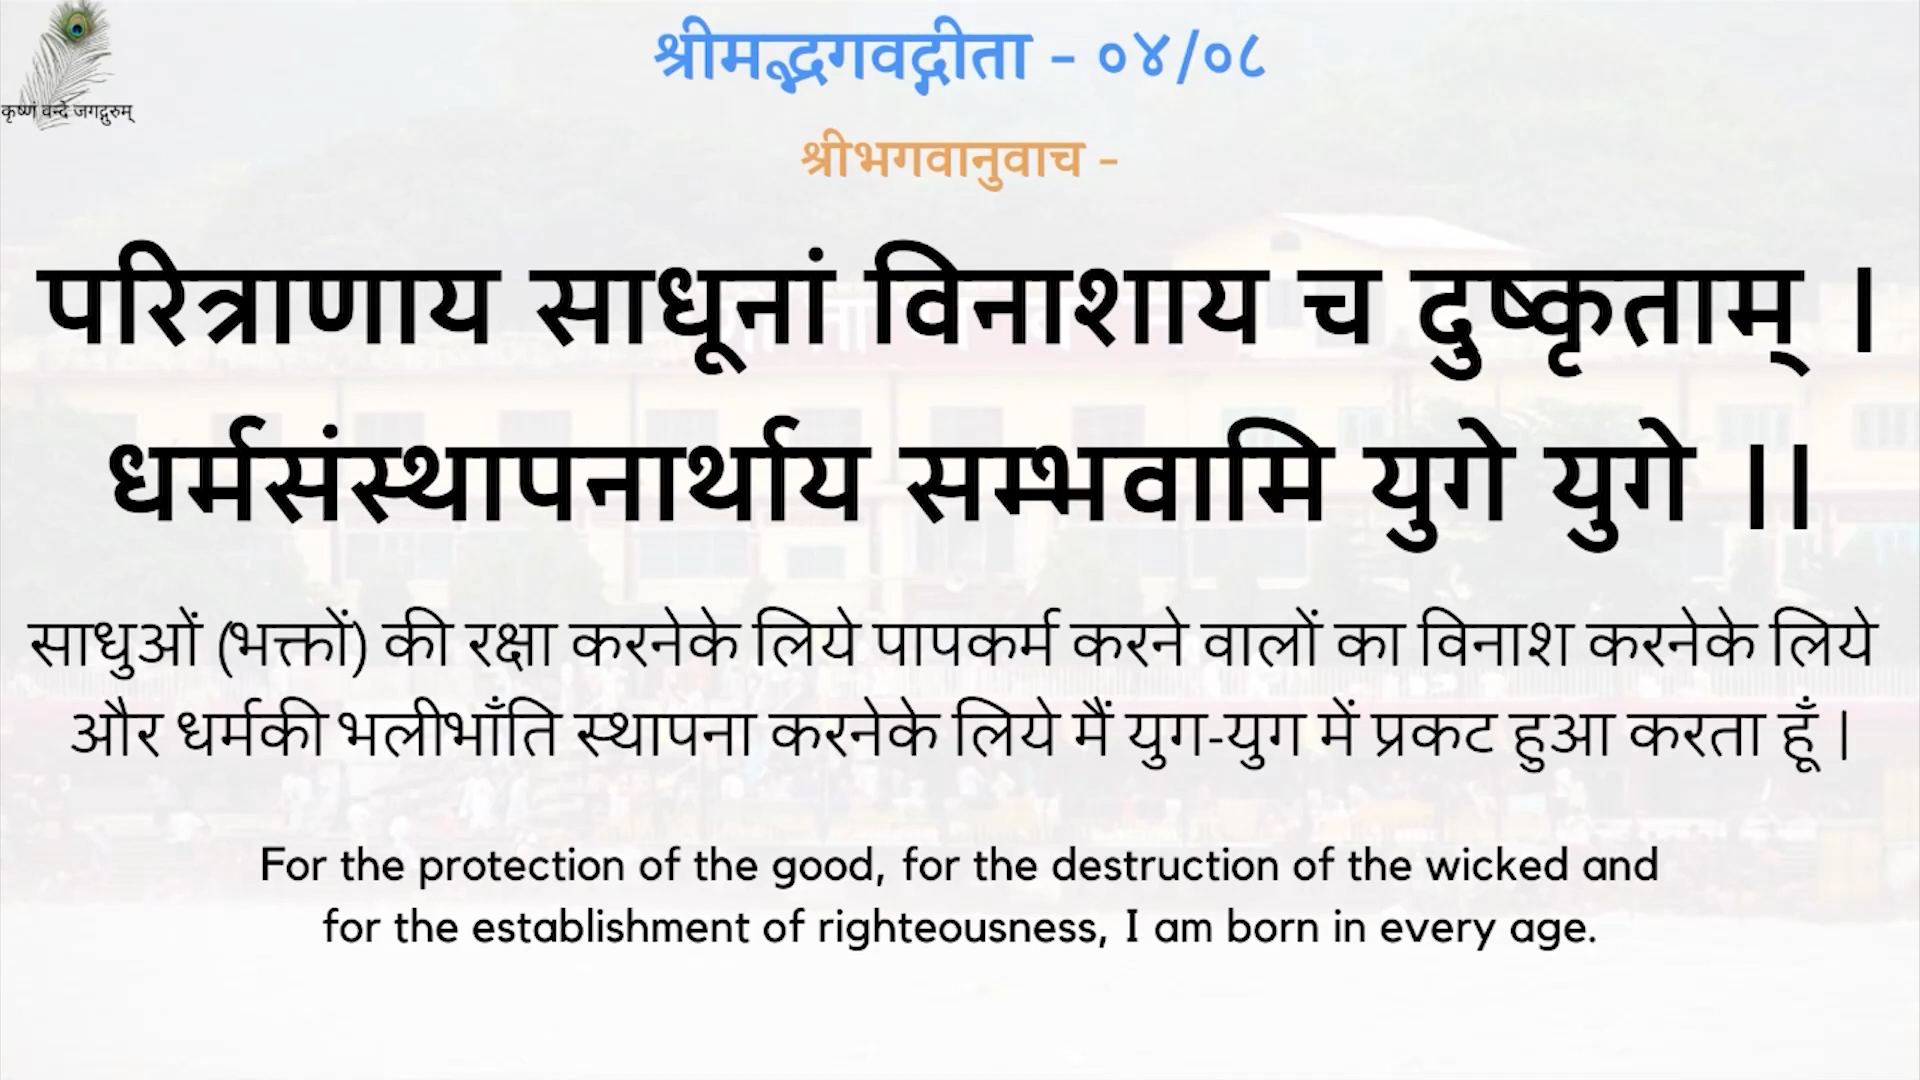 श्रीमद्भगवद्गीता - ०४/०८
कृष्णं वन्दे जगद्गुरुम्
श्रीभगवानुवाच -
परित्राणाय साधूनां विनाशाय च दुष्कृताम् |
धर्मसंस्थापनार्थाय सम्भवामि युगे युगे ||
साधुओं (भक्तों) की रक्षा करनेके लिये पापकर्म करने वालों का विनाश करनेके लिये
और धर्मकी भलीभाँति स्थापना करनेके लिये मैं युग-युग में प्रकट हुआ करता हूँ |
For the protection of the good, for the destruction of the wicked and
for the establishment of righteousness, I am born in every age.